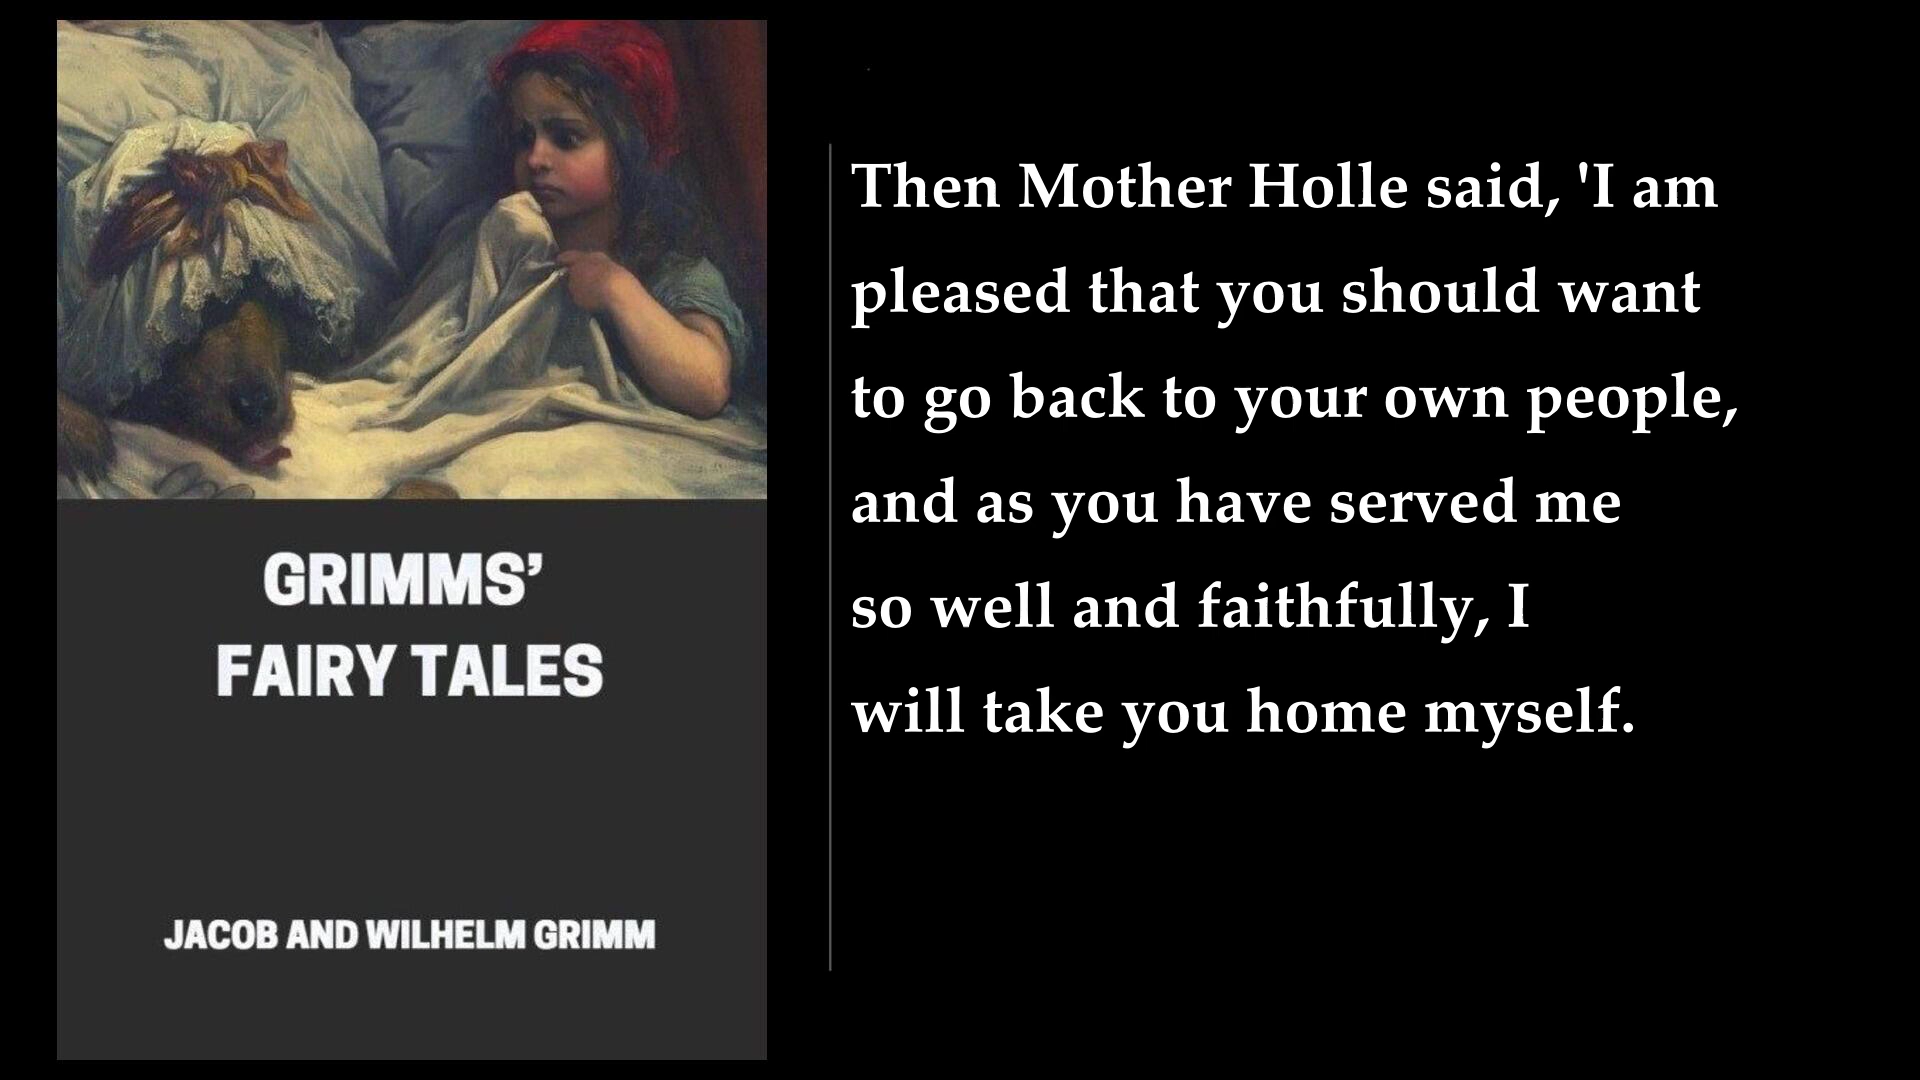 GRIMMS’
FAIRY TALES
JACOB AND WILHELM GRIMM
Then Mother Holle said, 'I am
pleased that you should want
to go back to your own people,
and as you have served me
so well and faithfully, I
will take you home myself.